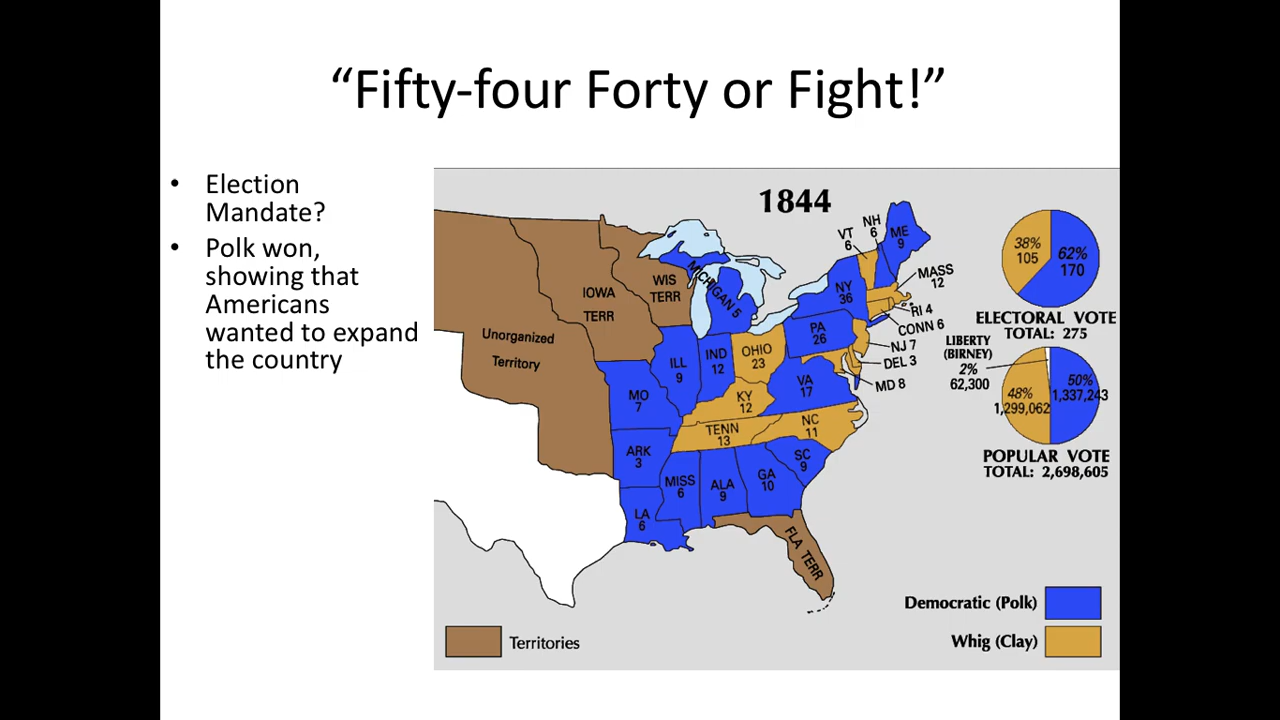 “Fifty-four Forty or Fight!”
• Election
Mandate?
• Polk won,
showing that
Americans
wanted to expand
the country
1844
NH
6
VT
6
ME
9
MASS
12
RI 4
CONN 6
NJ 7
DEL 3
MD 8
NY
36
PA
26
MICHIGAN 5
WIS
TERR
IOWA
TERR
Unorganized
Territory
ILL
9
IND
12
OHIO
23
VA
17
KY
12
MO
7
TENN
13
NC
11
ARK
3
SC
9
MISS
6
ALA
9
GA
10
LA
6
FLA TERR
38%
105
62%
170
ELECTORAL VOTE
TOTAL: 275
LIBERTY
(BIRNEY)
2%
62,300
48%
1,299,062
50%
1,337,243
POPULAR VOTE
TOTAL: 2,698,605
Democratic (Polk)
Whig (Clay)
Territories